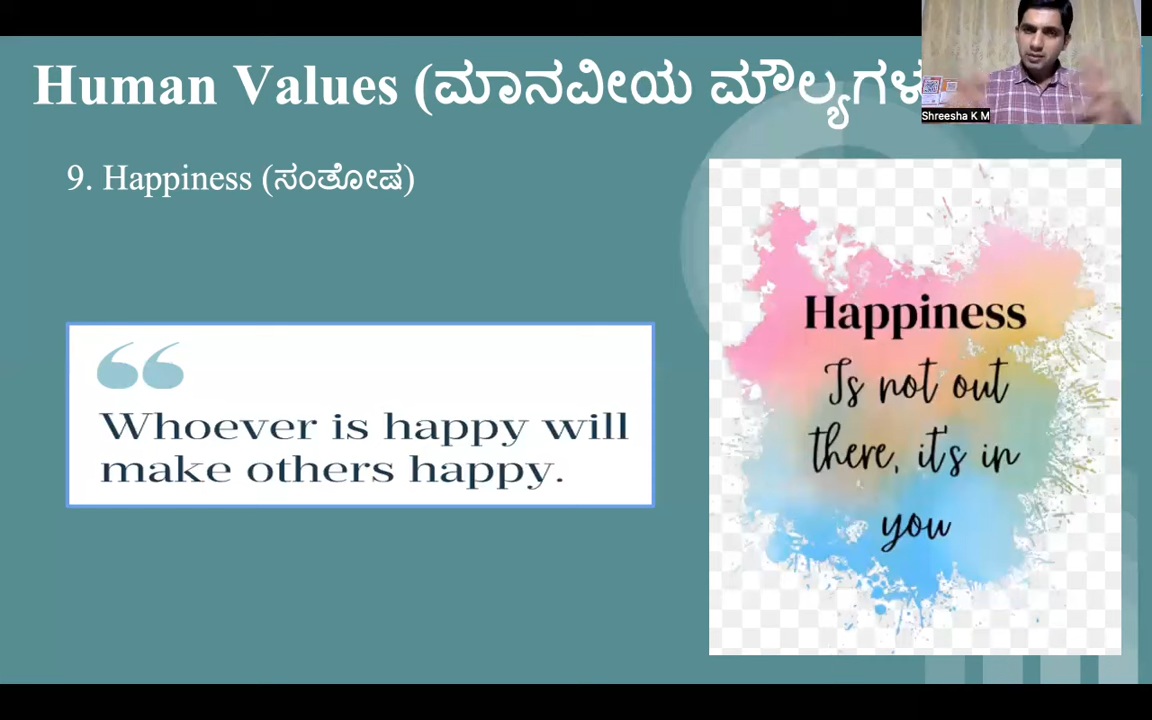 Human Values (ಮಾನವೀಯ ಮೌಲ್ಯಗಳ
Shreesha K M
9. Happiness (ಸಂತೋಷ)
Whoever is happy will
make others happy.
Happiness
Is not out
there, it's in
you